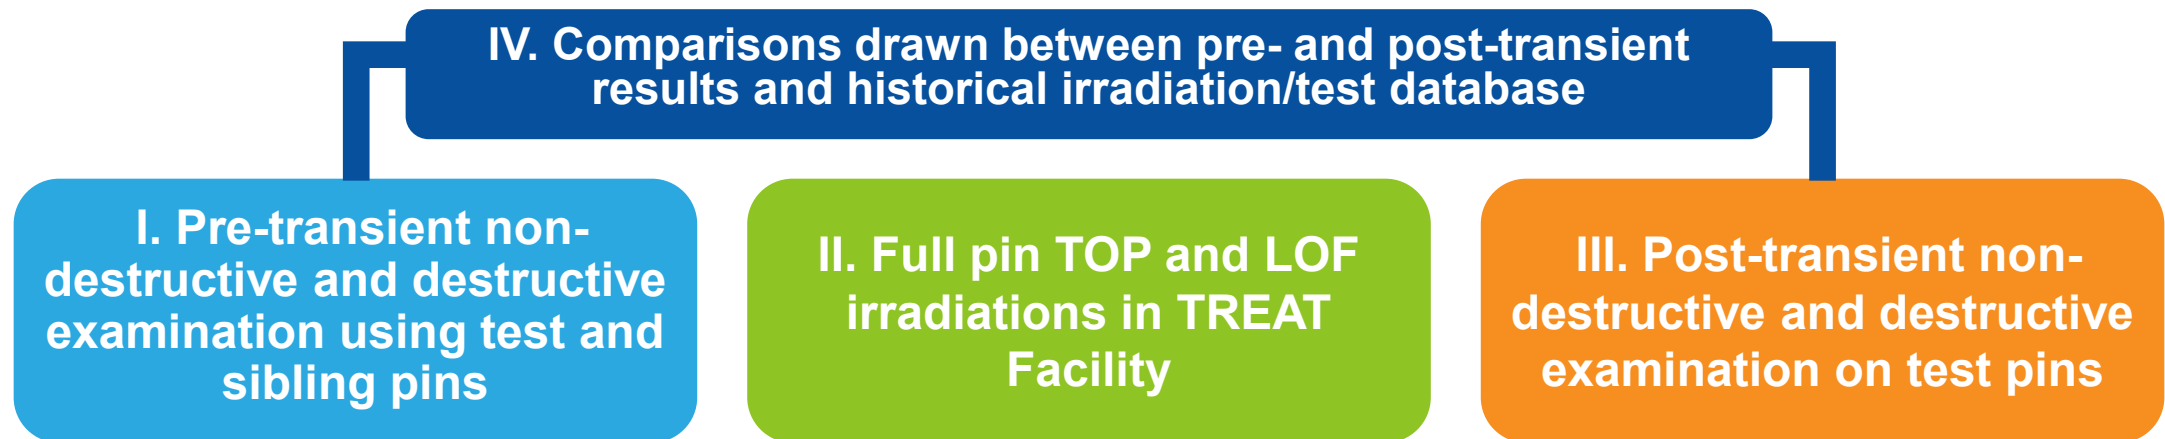 IV. Comparisons drawn between pre- and post-transient
results and historical irradiation/test database
I. Pre-transient non-
destructive and destructive
examination using test and
sibling pins
II. Full pin TOP and LOF
irradiations in TREAT
Facility
III. Post-transient non-
destructive and destructive
examination on test pins